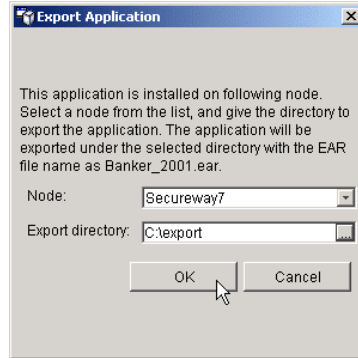 Export Application
This application is installed on following node.
Select a node from the list, and give the directory to
export the application. The application will be
exported under the selected directory with the EAR
file name as Banker_2001.ear.
Node: Secureway7
Export directory: C:\export ...
OK Cancel